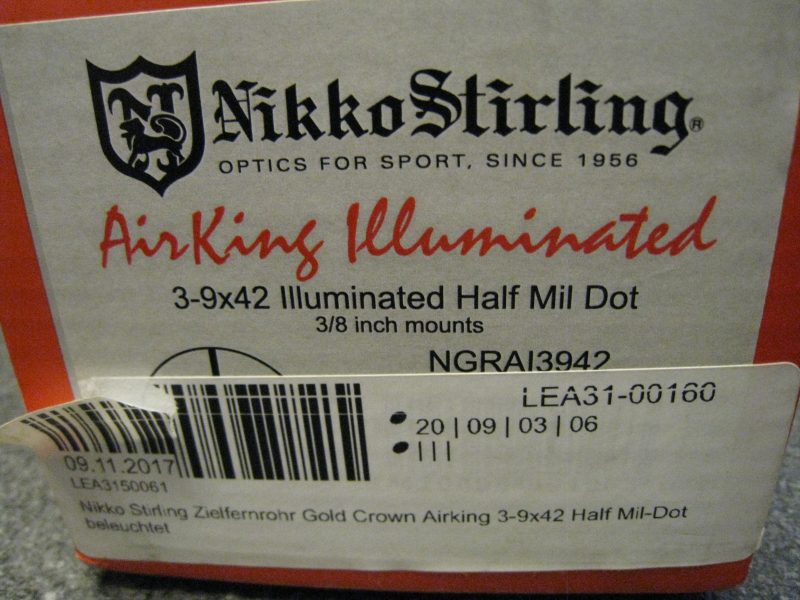 NikkoStirling®
OPTICS FOR SPORT, SINCE 1956
AirKing Illuminated
3-9x42 Illuminated Half Mil Dot
3/8 inch mounts
NGRAI3942
LEA31-00160
20 | 09 | 03 | 06
| | |
09.11.2017
LEA3150061
Nikko Stirling Zielfernrohr Gold Crown Airking 3-9x42 Half Mil-Dot
beleuchtet